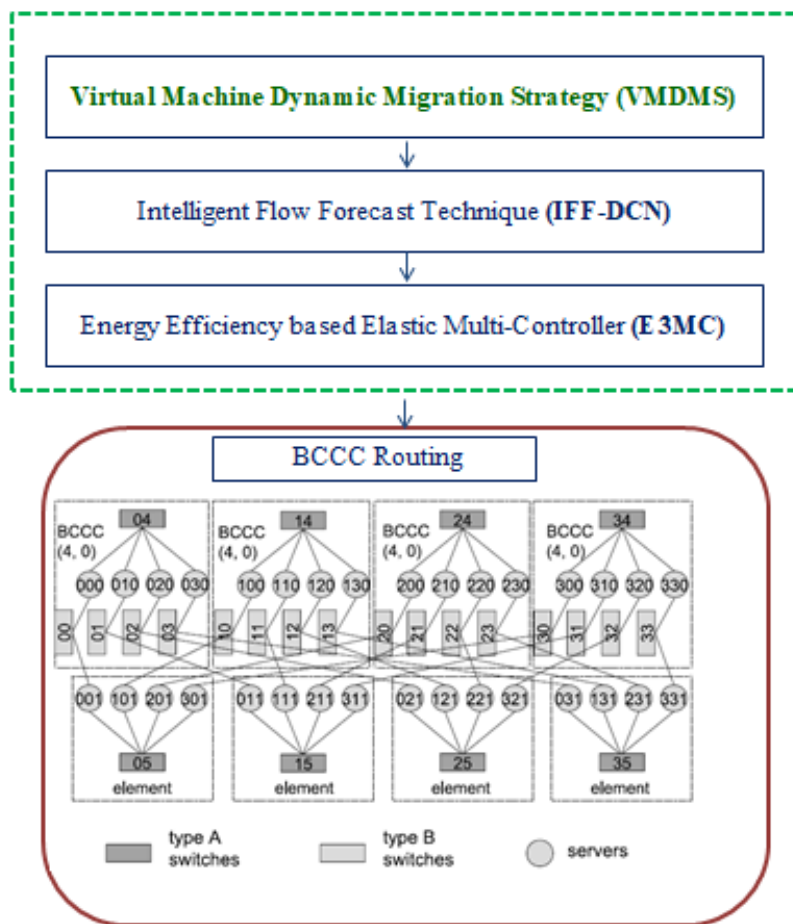 Virtual Machine Dynamic Migration Strategy (VMDMS)
Intelligent Flow Forecast Technique (IFF-DCN)
Energy Efficiency based Elastic Multi-Controller (E3MC)
BCCC Routing
BCCC (4, 0) 04
BCCC (4, 0) 14
BCCC (4, 0) 24
BCCC (4, 0) 34
000 010 020 030 100 110 120 130 200 210 220 230 300 310 320 330
00 01 02 03 10 11 12 13 20 21 22 23 30 31 32 33
001 101 201 301 011 111 211 311 021 121 221 321 031 131 231 331
05 15 25 35
element element element element
type A switches
type B switches
servers